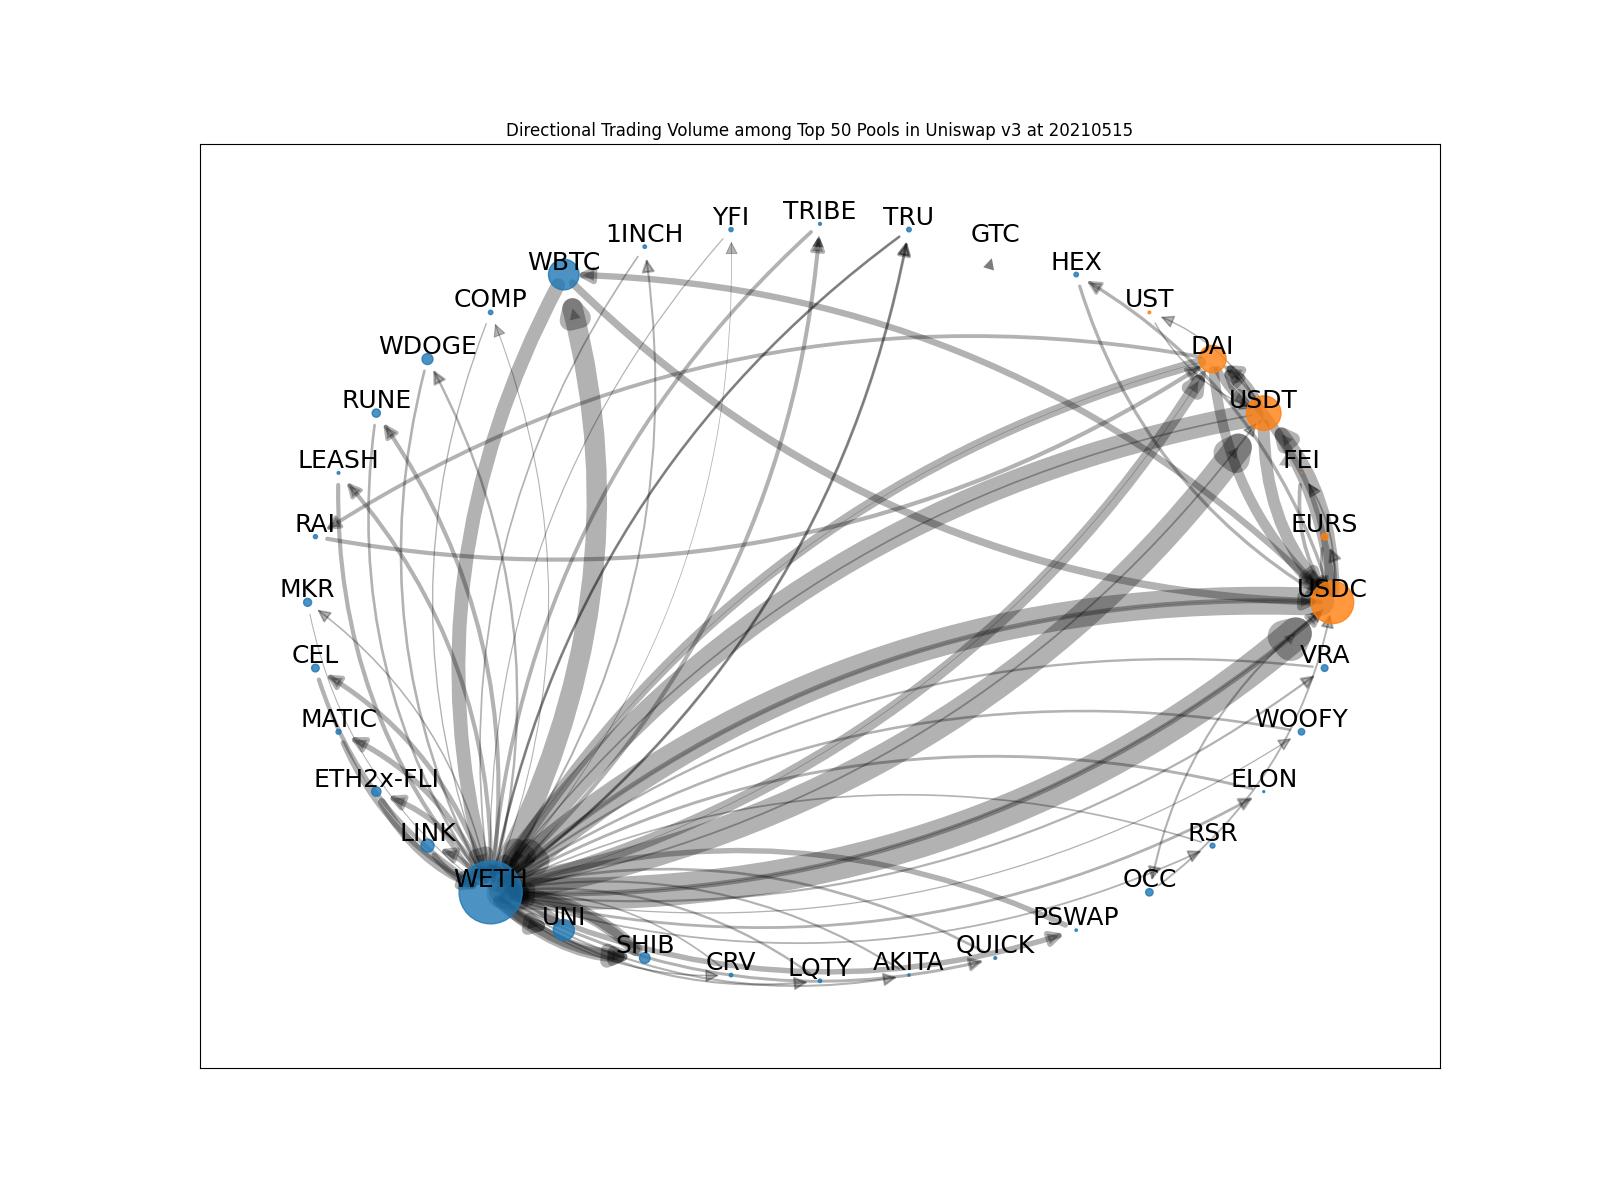 Directional Trading Volume among Top 50 Pools in Uniswap v3 at 20210515
TRIBE
YFI
TRU
1INCH
GTC
WBTC
HEX
COMP
UST
WDOGE
DAI
RUNE
USDT
LEASH
FEI
RAI
EURS
MKR
USDC
CEL
VRA
MATIC
WOOFY
ETH2x-FLI
ELON
LINK
RSR
WETH
OCC
UNI
PSWAP
SHIB
QUICK
CRV
AKITA
LQTY